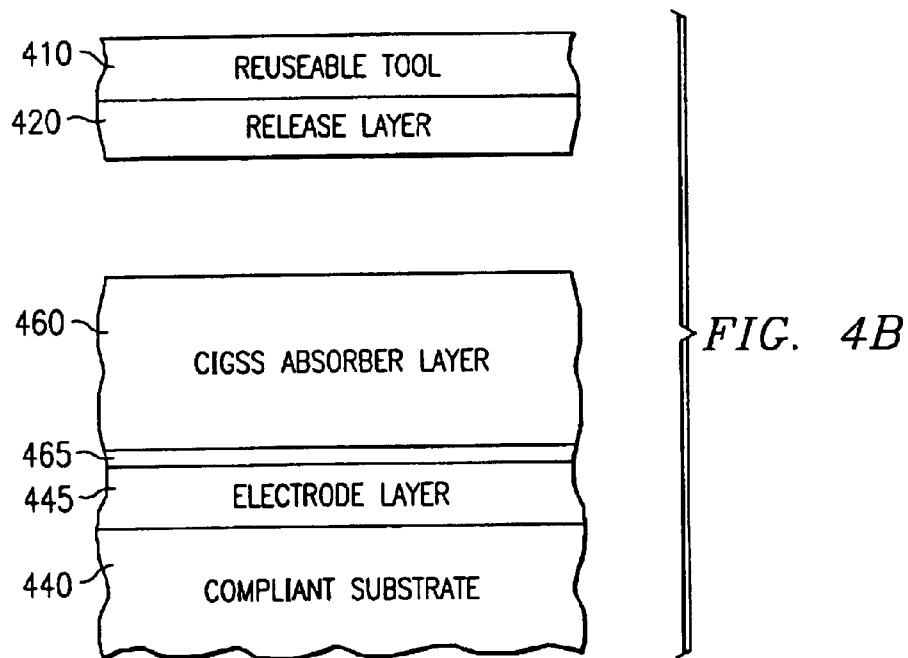 410
REUSEABLE TOOL
420
RELEASE LAYER
460
CIGSS ABSORBER LAYER
FIG. 4B
465
445
ELECTRODE LAYER
440
COMPLIANT SUBSTRATE